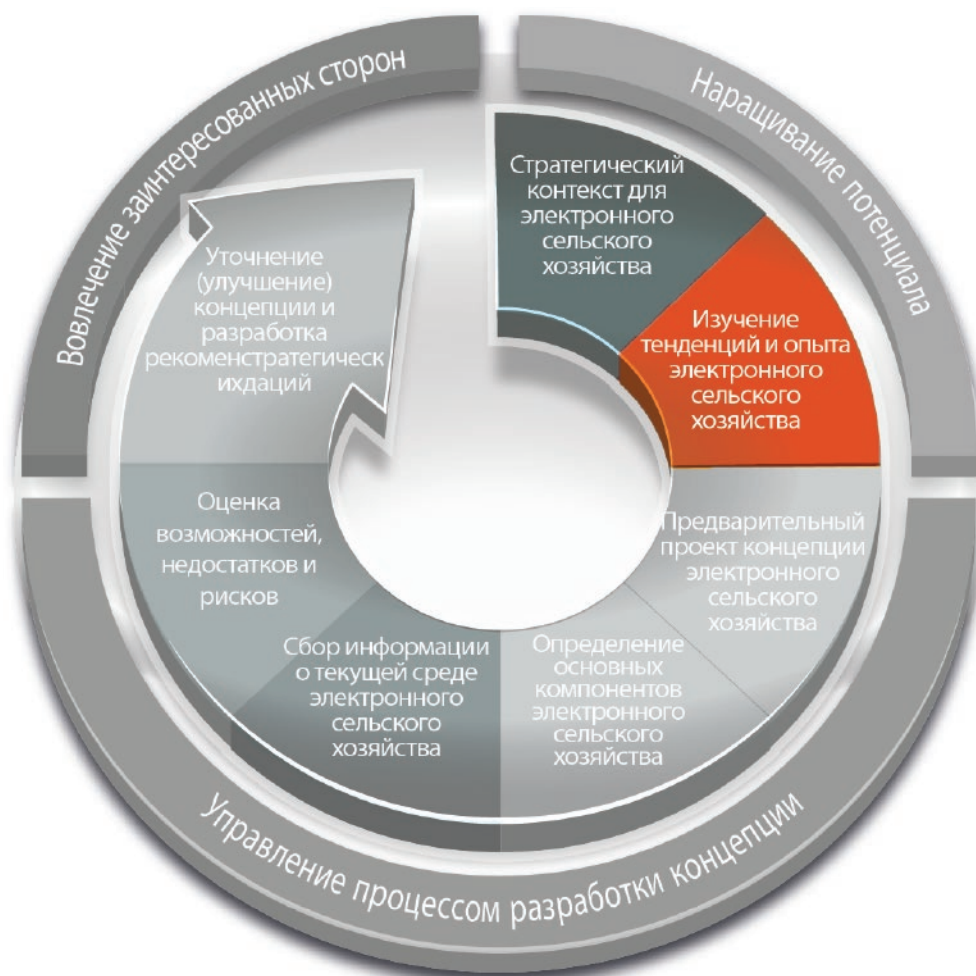 Вовлечение заинтересованных сторон
Наращивание потенциала
Стратегический
контекст для
электронного
сельского
хозяйства
Изучение
тенденций и опыта
электронного
сельского
хозяйства
Предварительный
проект концепции
электронного
сельского
хозяйства
Определение
основных
компонентов
электронного
сельского
хозяйства
Сбор информации
о текущей среде
электронного
сельского
хозяйства
Оценка
возможностей,
недостатков и
рисков
Уточнение
(улучшение)
концепции и
разработка
рекоменстратегическ
ихдаций
Управление процессом разработки концепции